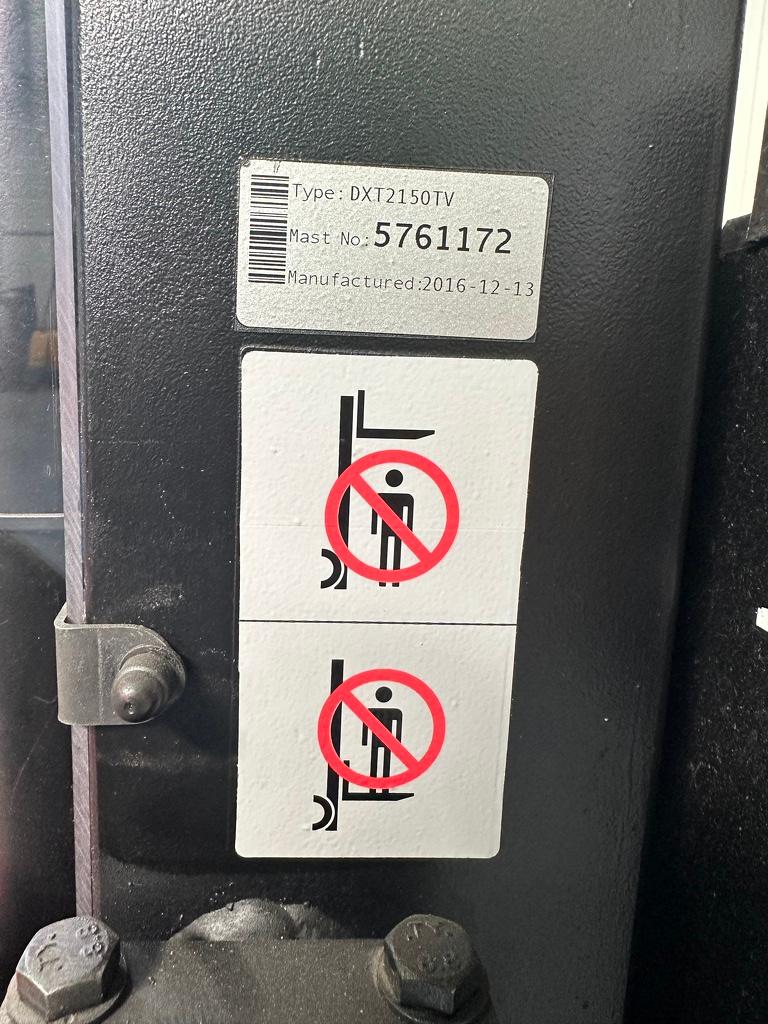 Type: DXT2150TV
Mast No: 5761172
Manufactured:2016-12-13